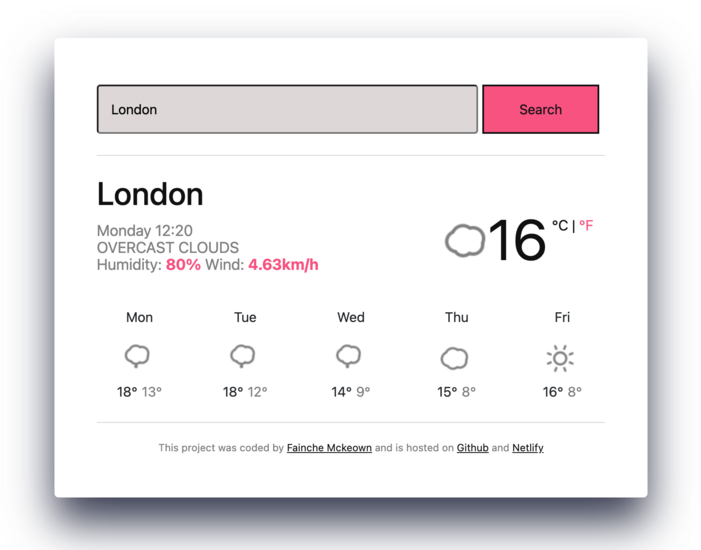 London
Search
London
Monday 12:20
OVERCAST CLOUDS
Humidity: 80% Wind: 4.63km/h
16 °C | °F
Mon Tue Wed Thu Fri
18° 13° 18° 12° 14° 9° 15° 8° 16° 8°
This project was coded by Fainche Mckeown and is hosted on Github and Netlify